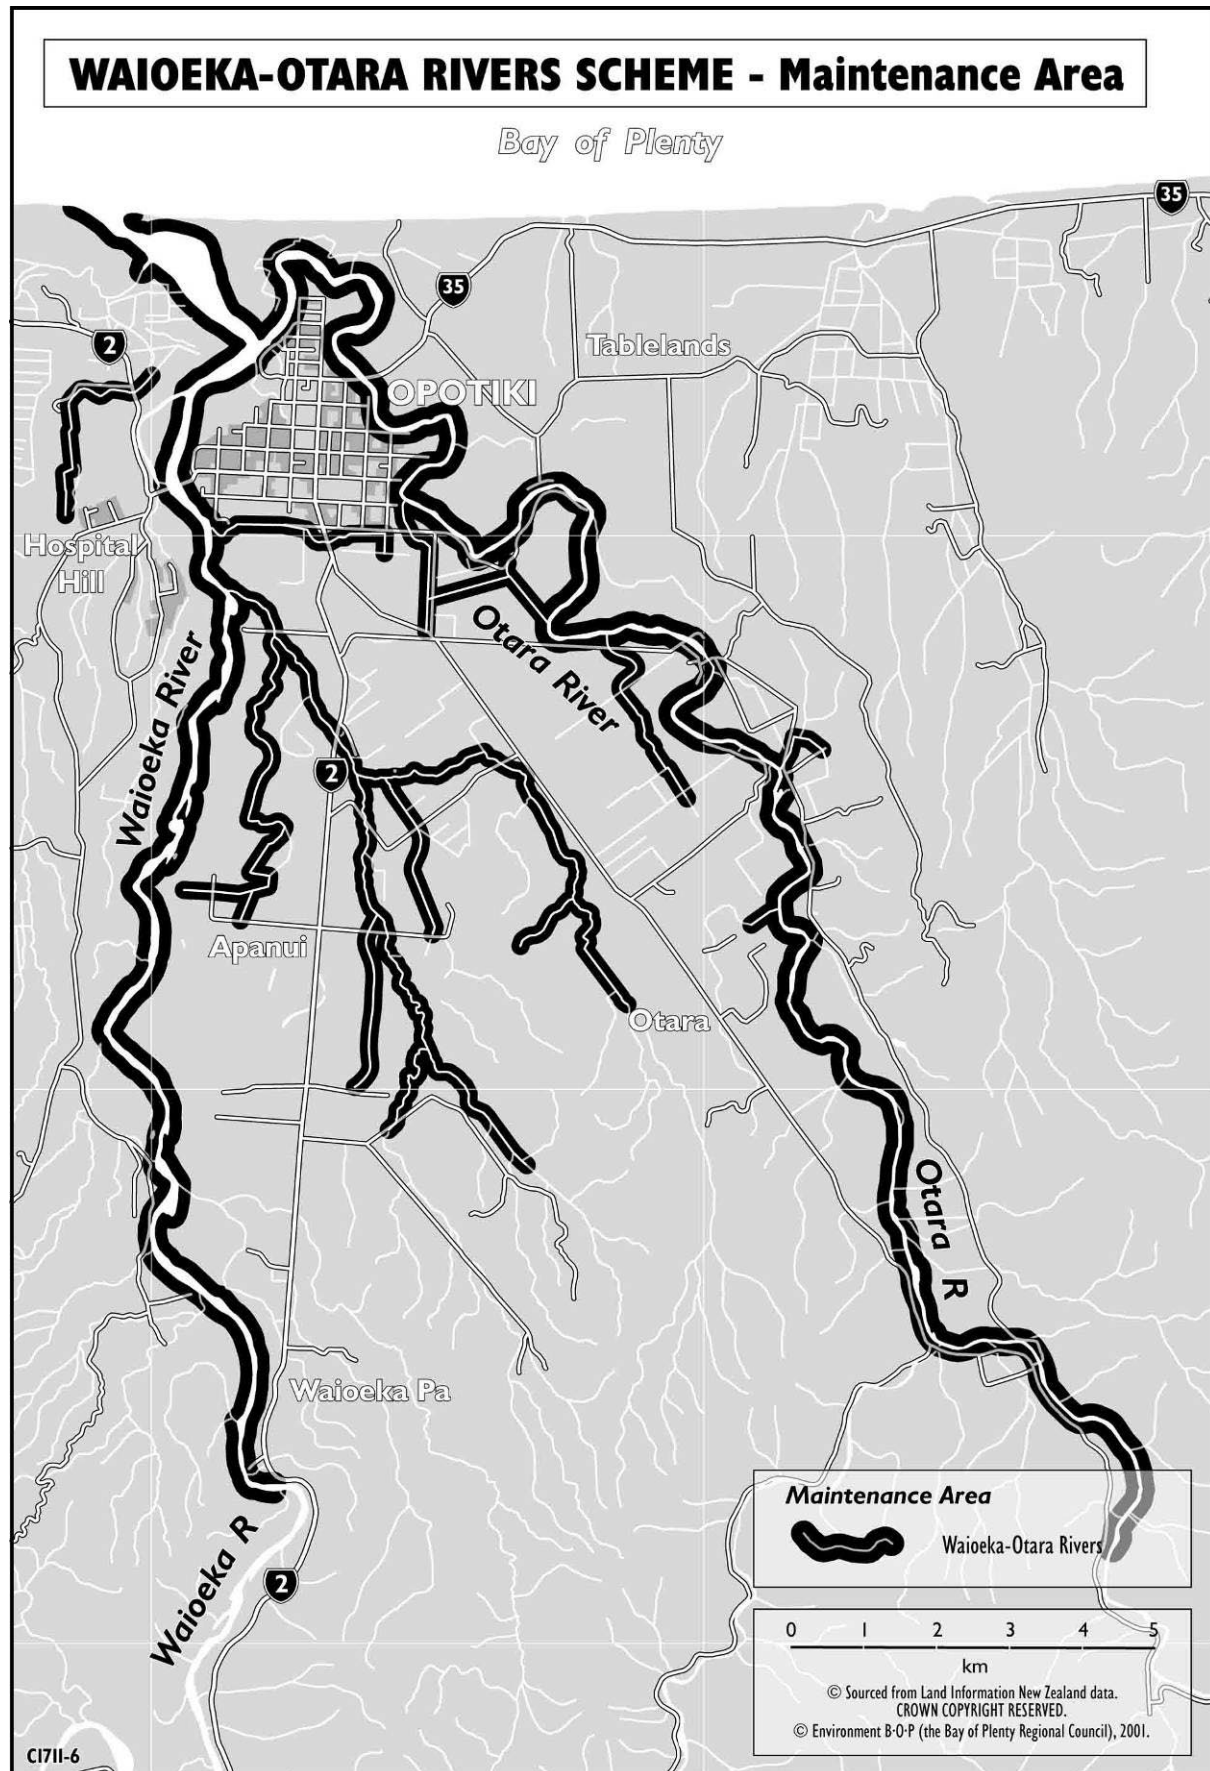 WAIOEKA-OTARA RIVERS SCHEME - Maintenance Area
Bay of Plenty
35
35
2
Tablelands
OPOTIKI
Hospital
Hill
Otara River
Waioeka River
2
Apanui
Otara
Otara R
Waioeka Pa
Maintenance Area
Waioeka-Otara Rivers
Waioeka R
2
0 1 2 3 4 5
km
© Sourced from Land Information New Zealand data.
CROWN COPYRIGHT RESERVED.
© Environment B·O·P (the Bay of Plenty Regional Council), 2001.
CI7II-6